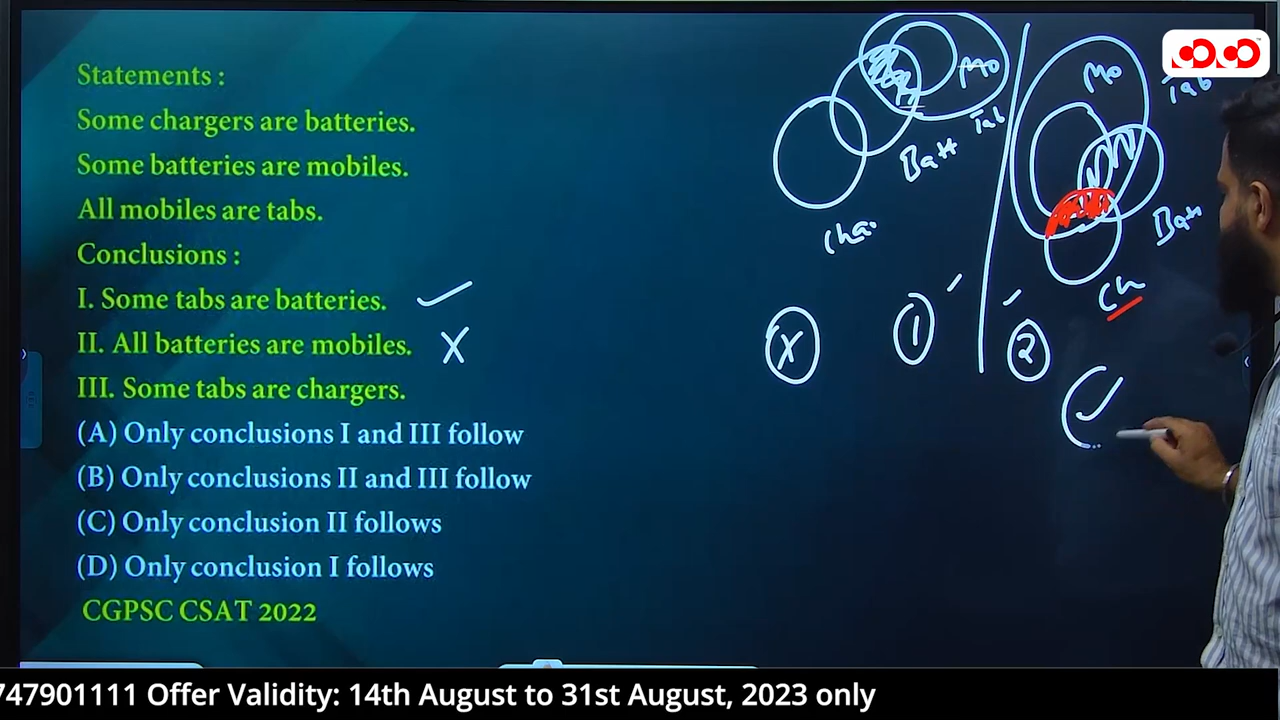 Statements :
Some chargers are batteries.
Some batteries are mobiles.
All mobiles are tabs.
Conclusions :
I. Some tabs are batteries.
II. All batteries are mobiles.
III. Some tabs are chargers.
(A) Only conclusions I and III follow
(B) Only conclusions II and III follow
(C) Only conclusion II follows
(D) Only conclusion I follows
CGPSC CSAT 2022
Mo
Tab
Batt
Cha.
X
1
Mo
Tab
Batt
Ch
2
747901111 Offer Validity: 14th August to 31st August, 2023 only